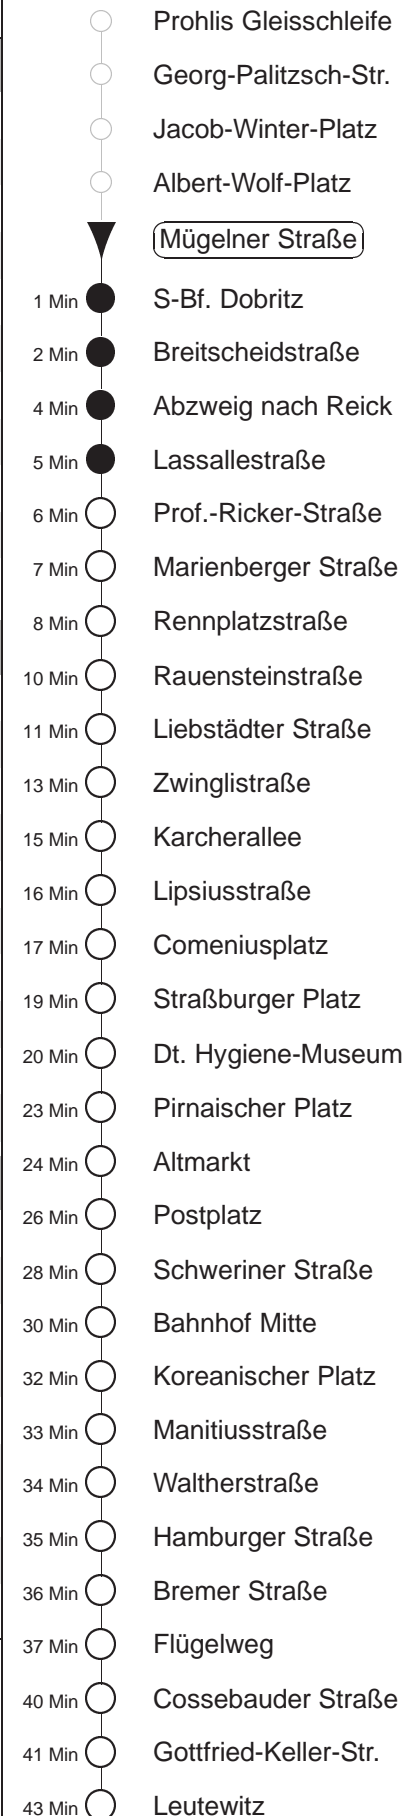 Prohlis Gleisschleife
Georg-Palitzsch-Str.
Jacob-Winter-Platz
Albert-Wolf-Platz
Mügelner Straße
1 Min S-Bf. Dobritz
2 Min Breitscheidstraße
4 Min Abzweig nach Reick
5 Min Lassallestraße
6 Min Prof.-Ricker-Straße
7 Min Marienberger Straße
8 Min Rennplatzstraße
10 Min Rauensteinstraße
11 Min Liebstädter Straße
13 Min Zwinglistraße
15 Min Karcherallee
16 Min Lipsiusstraße
17 Min Comeniusplatz
19 Min Straßburger Platz
20 Min Dt. Hygiene-Museum
23 Min Pirnaischer Platz
24 Min Altmarkt
26 Min Postplatz
28 Min Schweriner Straße
30 Min Bahnhof Mitte
32 Min Koreanischer Platz
33 Min Manitiusstraße
34 Min Waltherstraße
35 Min Hamburger Straße
36 Min Bremer Straße
37 Min Flügelweg
40 Min Cossebauder Straße
41 Min Gottfried-Keller-Str.
43 Min Leutewitz